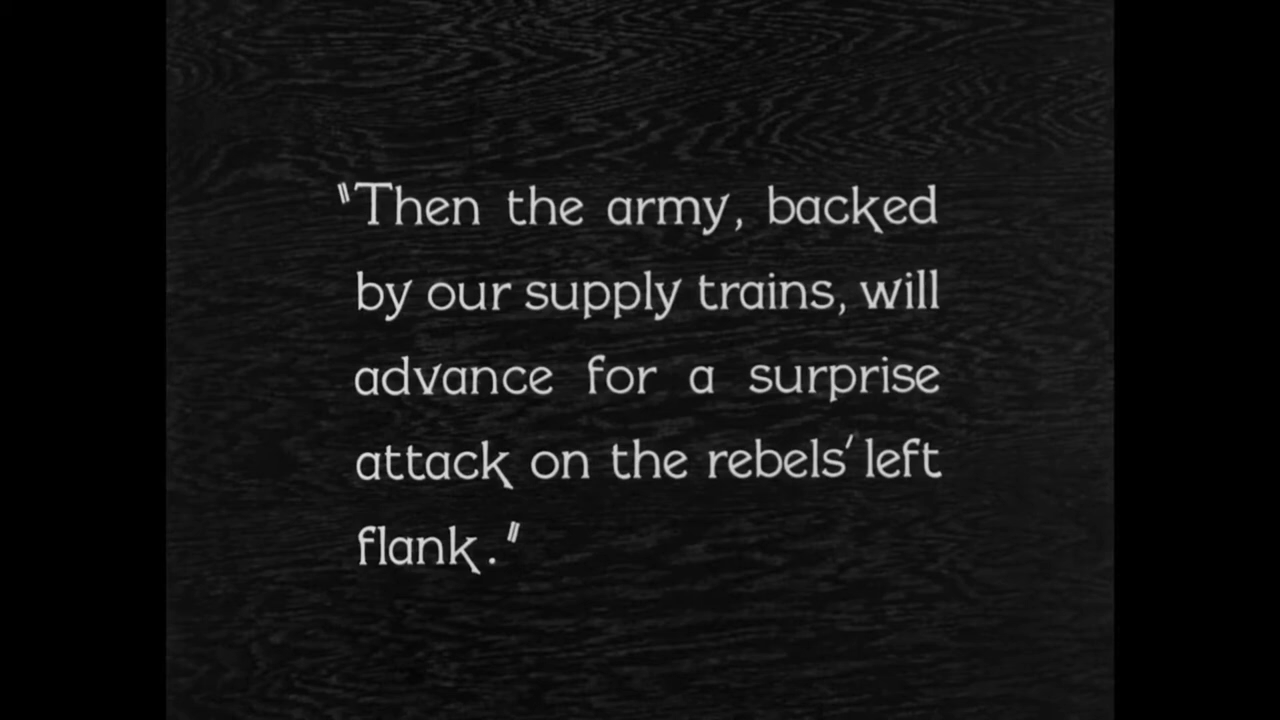 "Then the army, backed
by our supply trains, will
advance for a surprise
attack on the rebels' left
flank."